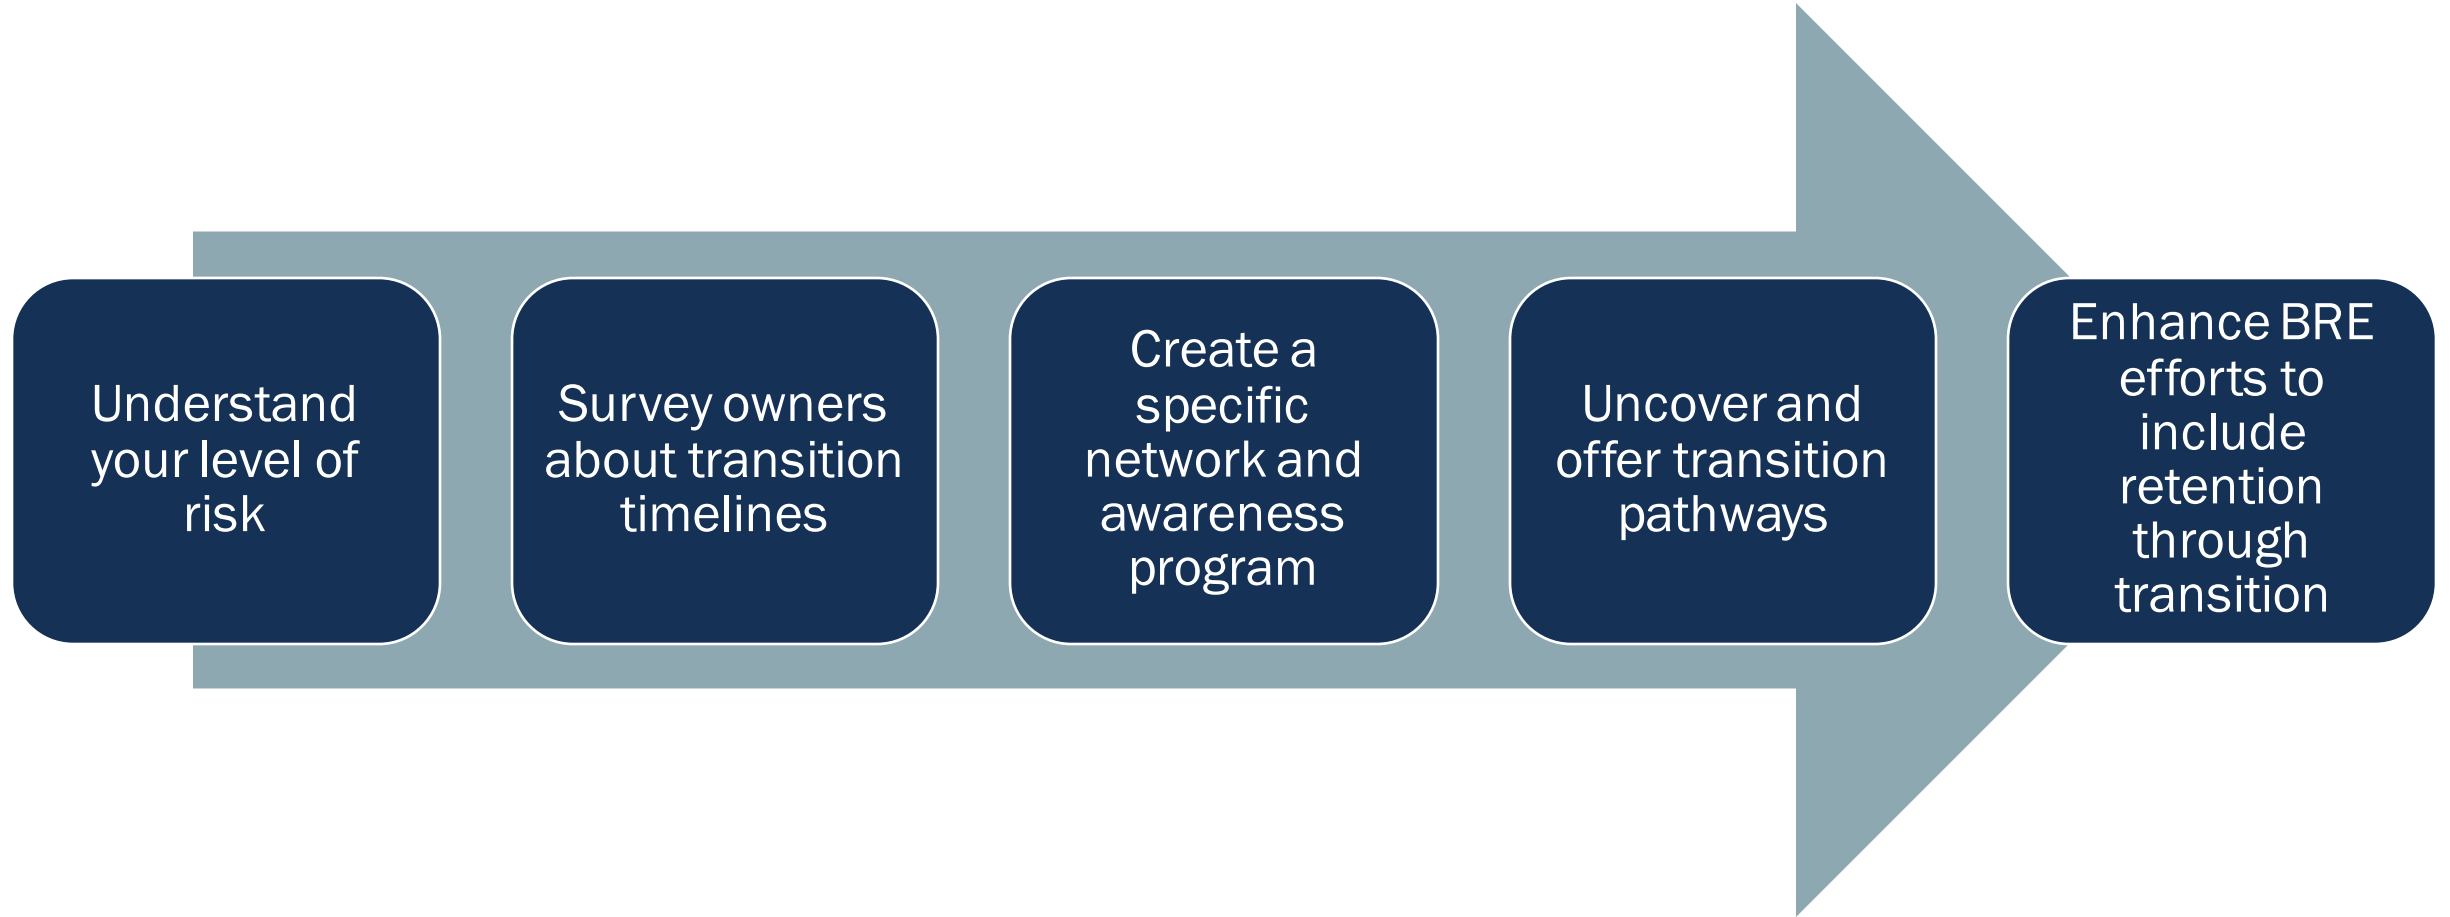 Understand
your level of
risk
Survey owners
about transition
timelines
Create a
specific
network and
awareness
program
Uncover and
offer transition
pathways
Enhance BRE
efforts to
include
retention
through
transition